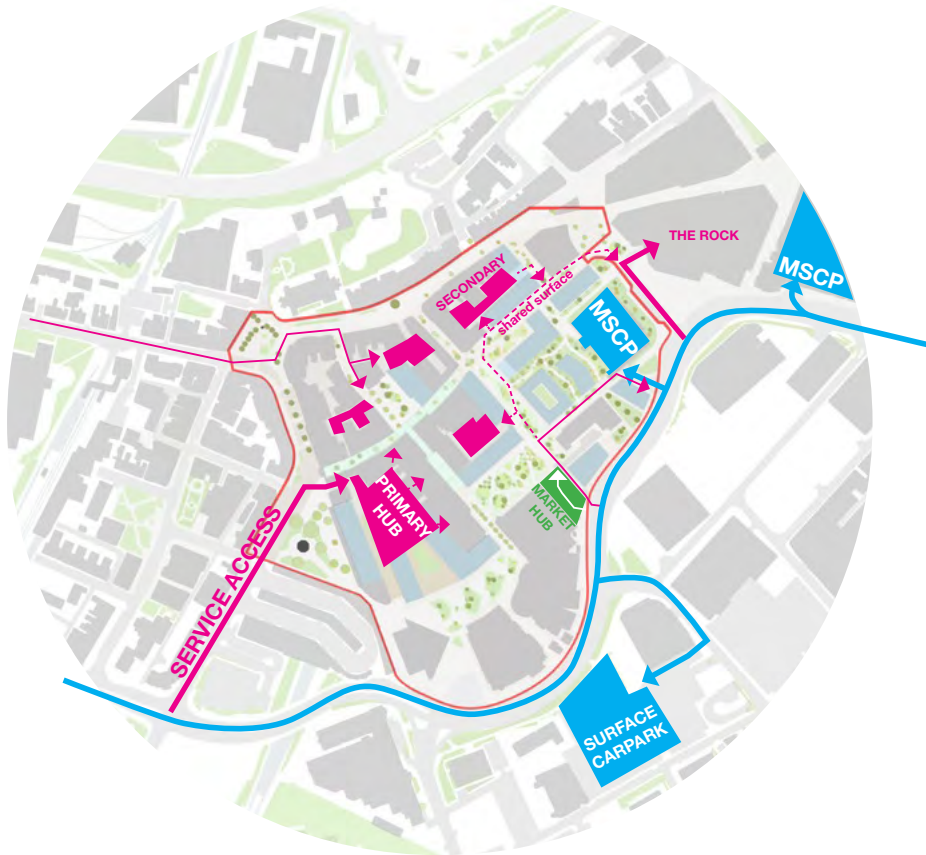 THE ROCK
MSCP
SECONDARY
shared surface
MSCP
PRIMARY
HUB
MARKET
HUB
SERVICE ACCESS
SURFACE
CARPARK